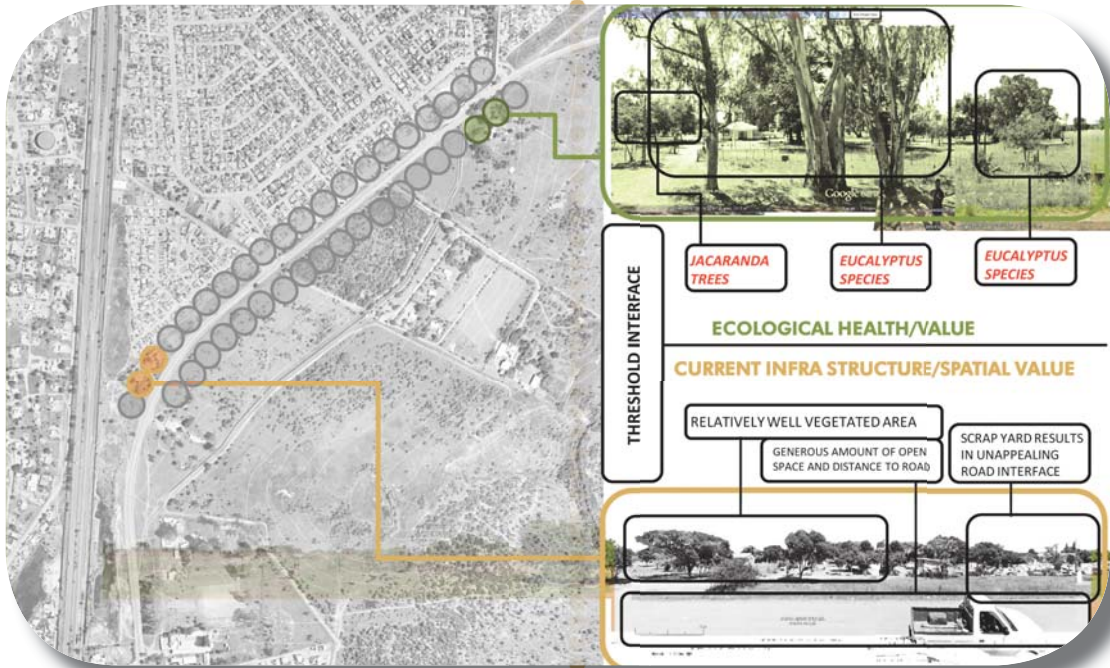 Google
JACARANDA
TREES
EUCALYPTUS
SPECIES
EUCALYPTUS
SPECIES
THRESHOLD INTERFACE
ECOLOGICAL HEALTH/VALUE
CURRENT INFRA STRUCTURE/SPATIAL VALUE
RELATIVELY WELL VEGETATED AREA
GENEROUS AMOUNT OF OPEN
SPACE AND DISTANCE TO ROAD
SCRAP YARD RESULTS
IN UNAPPEALING
ROAD INTERFACE